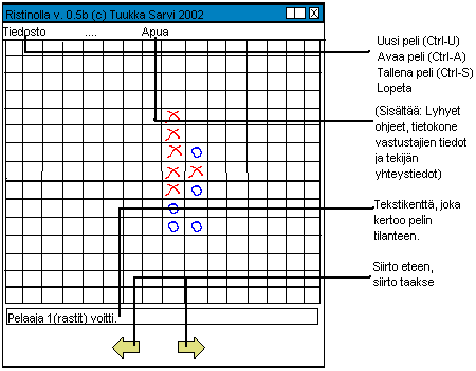 Ristinolla v. 0.5b (c) Tuukka Sarvi 2002 X
Tiedosto .... Apua
Uusi peli (Ctrl-U)
Avaa peli (Ctrl-A)
Tallena peli (Ctrl-S)
Lopeta
(Sisältää: Lyhyet
ohjeet, tietokone
vastustajien tiedot
ja tekijän
yhteystiedot)
Tekstikenttä, joka
kertoo pelin
tilanteen.
Siirto eteen,
siirto taakse
Pelaaja 1(rastit) voitti.